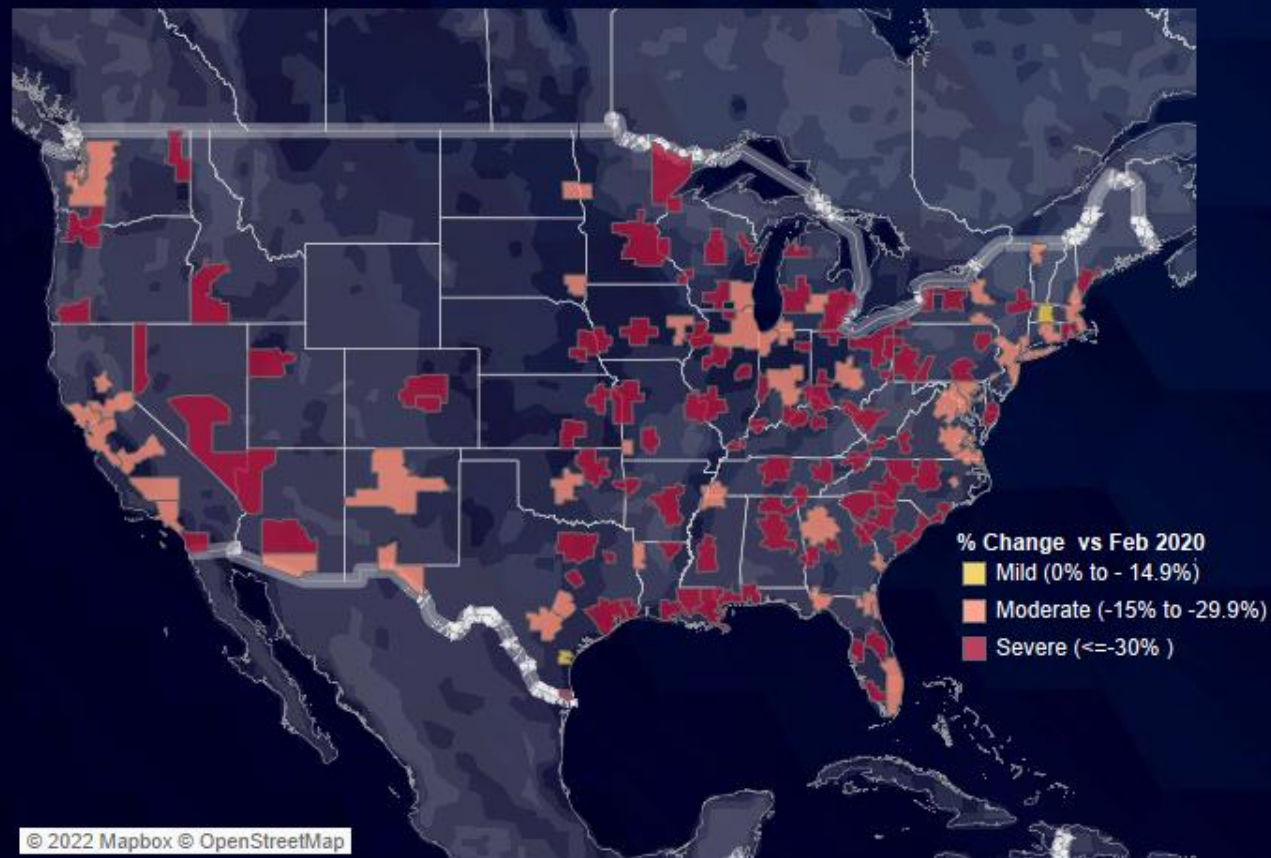 % Change vs Feb 2020
Mild (0% to - 14.9%)
Moderate (-15% to -29.9%)
Severe (<=-30% )
© 2022 Mapbox © OpenStreetMap